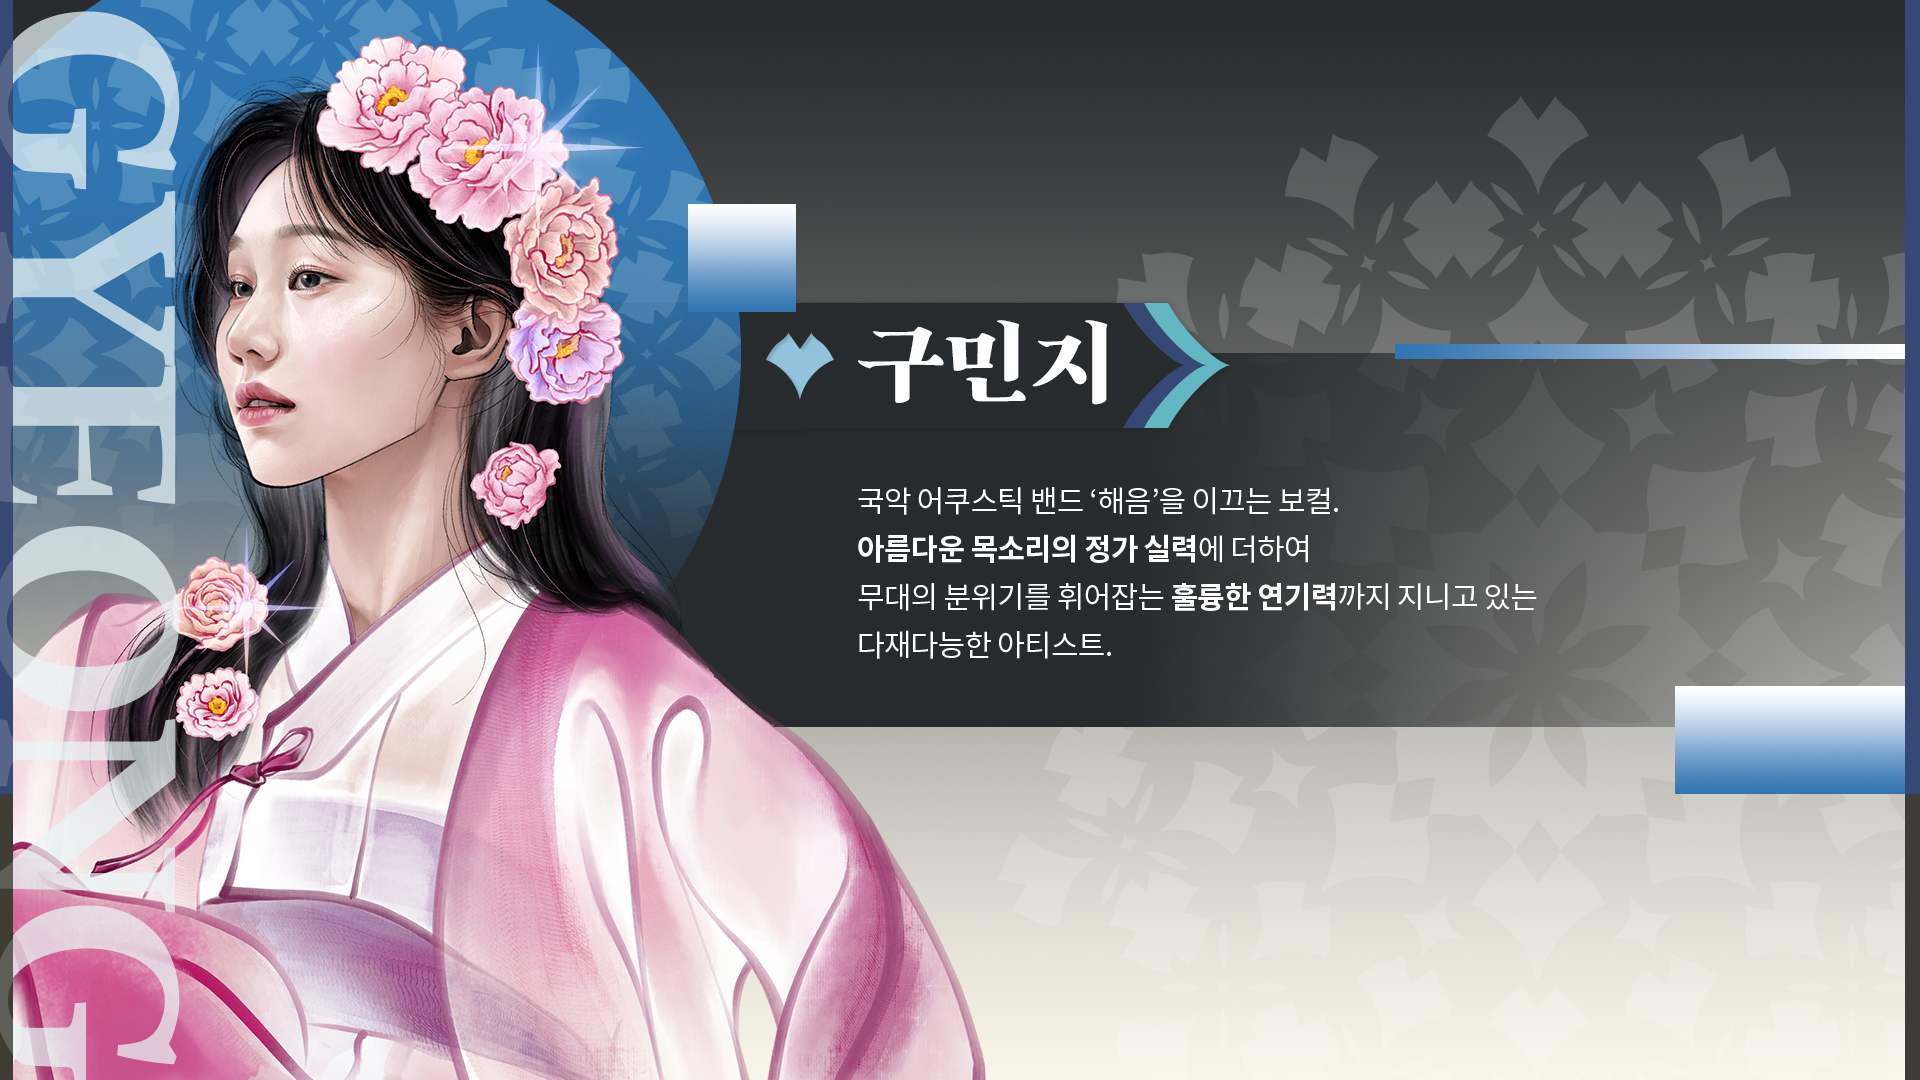 GYEONG
구민지
국악 어쿠스틱 밴드 ‘해음’을 이끄는 보컬.
아름다운 목소리의 정가 실력에 더하여
무대의 분위기를 휘어잡는 훌륭한 연기력까지 지니고 있는
다재다능한 아티스트.